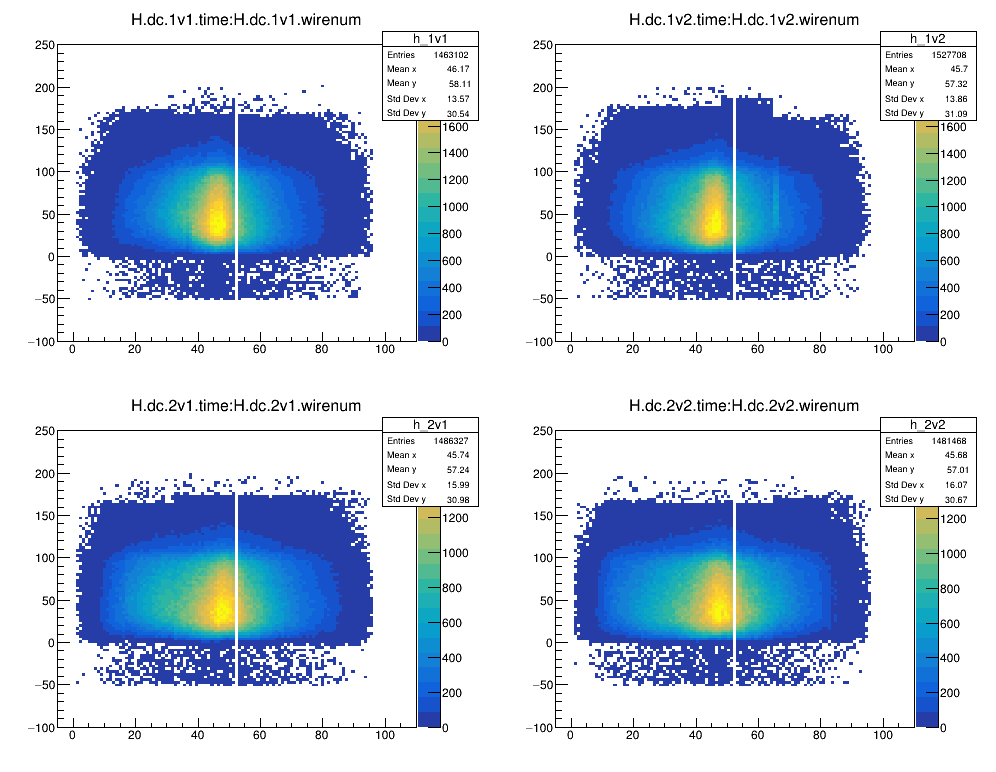 H.dc.1v1.time:H.dc.1v1.wirenum
h_1v1
Entries 1463102
Mean x 46.17
Mean y 58.11
Std Dev x 13.57
Std Dev y 30.54
250
200
150
100
50
0
−50
−100
0 20 40 60 80 100
1600
1400
1200
1000
800
600
400
200
0
H.dc.1v2.time:H.dc.1v2.wirenum
h_1v2
Entries 1527708
Mean x 45.7
Mean y 57.32
Std Dev x 13.86
Std Dev y 31.09
250
200
150
100
50
0
−50
−100
0 20 40 60 80 100
1600
1400
1200
1000
800
600
400
200
0
H.dc.2v1.time:H.dc.2v1.wirenum
h_2v1
Entries 1486327
Mean x 45.74
Mean y 57.24
Std Dev x 15.99
Std Dev y 30.98
250
200
150
100
50
0
−50
−100
0 20 40 60 80 100
1200
1000
800
600
400
200
0
H.dc.2v2.time:H.dc.2v2.wirenum
h_2v2
Entries 1481468
Mean x 45.68
Mean y 57.01
Std Dev x 16.07
Std Dev y 30.67
250
200
150
100
50
0
−50
−100
0 20 40 60 80 100
1200
1000
800
600
400
200
0